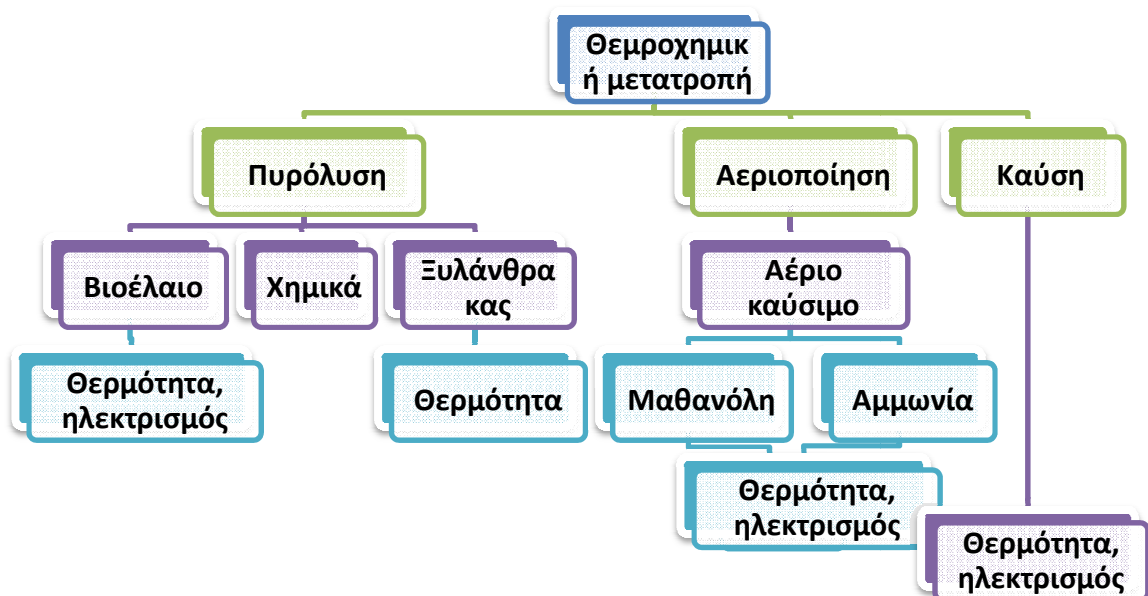 Θεμροχημικ
ή μετατροπή
Πυρόλυση
Αεριοποίηση
Καύση
Βιοέλαιο
Χημικά
Ξυλάνθρα
κας
Αέριο
καύσιμο
Θερμότητα,
ηλεκτρισμός
Θερμότητα
Μαθανόλη
Αμμωνία
Θερμότητα,
ηλεκτρισμός
Θερμότητα,
ηλεκτρισμός